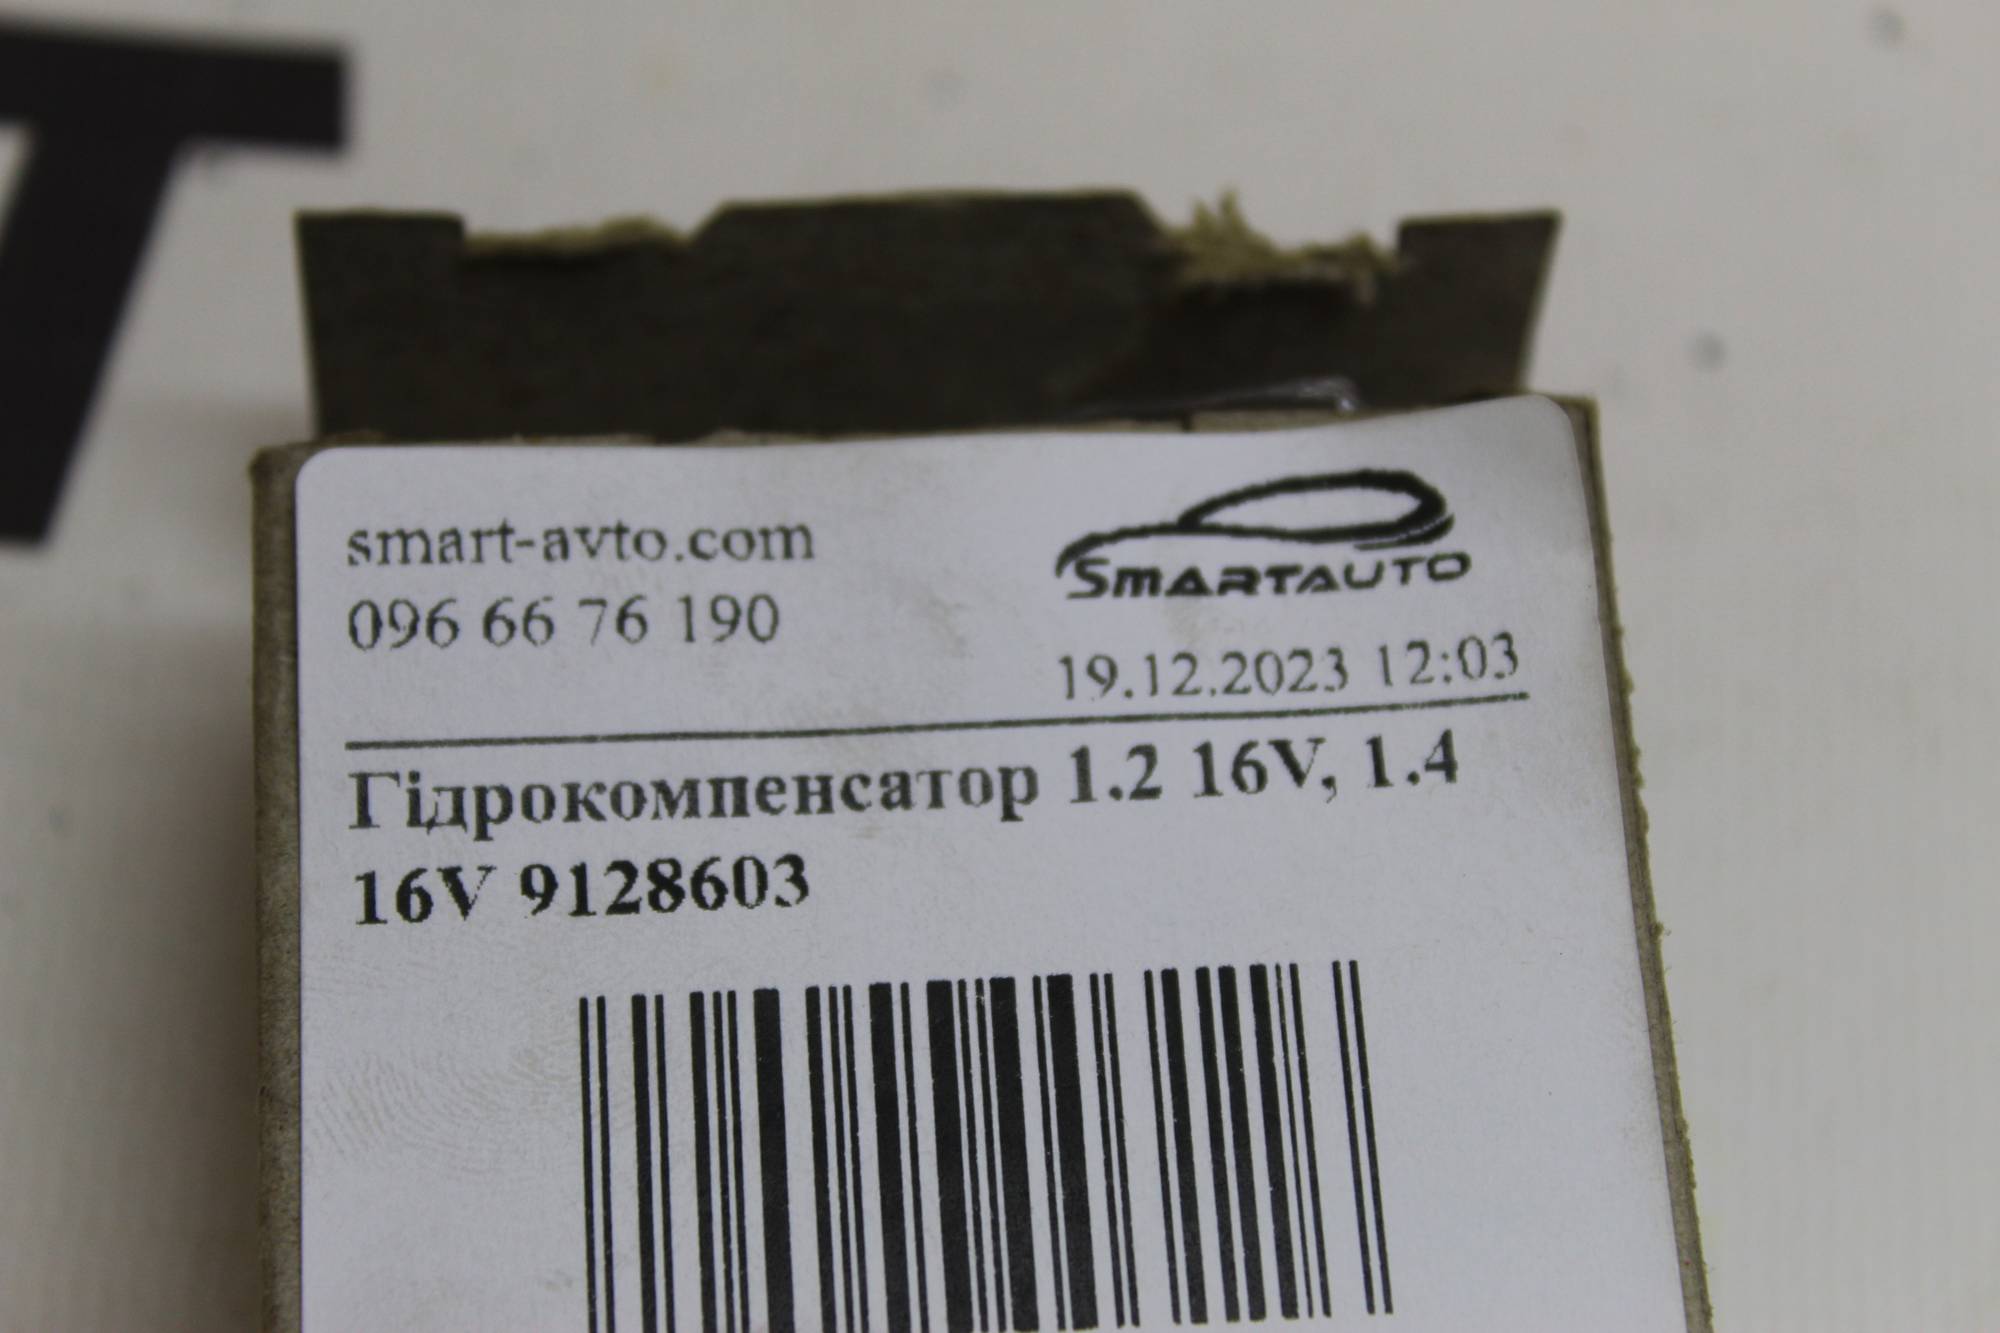 smart-avto.com
096 66 76 190
SMARTAUTO
19.12.2023 12:03
Гідрокомпенсатор 1.2 16V, 1.4
16V 9128603